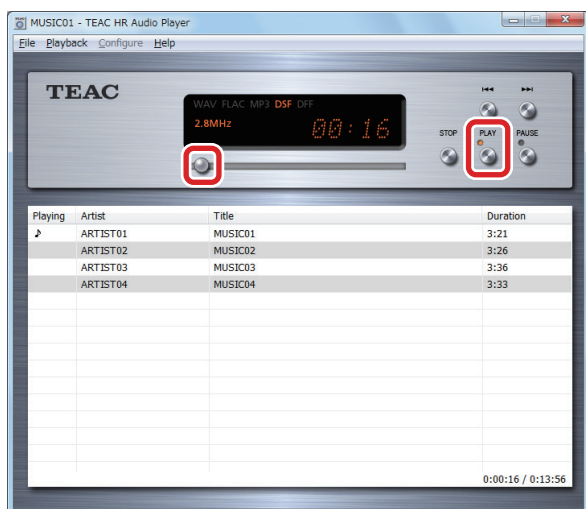 MUSIC01 - TEAC HR Audio Player
File Playback Configure Help
TEAC
WAV FLAC MP3 DSF DFF
2.8MHz
00:16
STOP PLAY PAUSE
Playing Artist Title Duration
♪ ARTIST01 MUSIC01 3:21
ARTIST02 MUSIC02 3:26
ARTIST03 MUSIC03 3:36
ARTIST04 MUSIC04 3:33
0:00:16 / 0:13:56